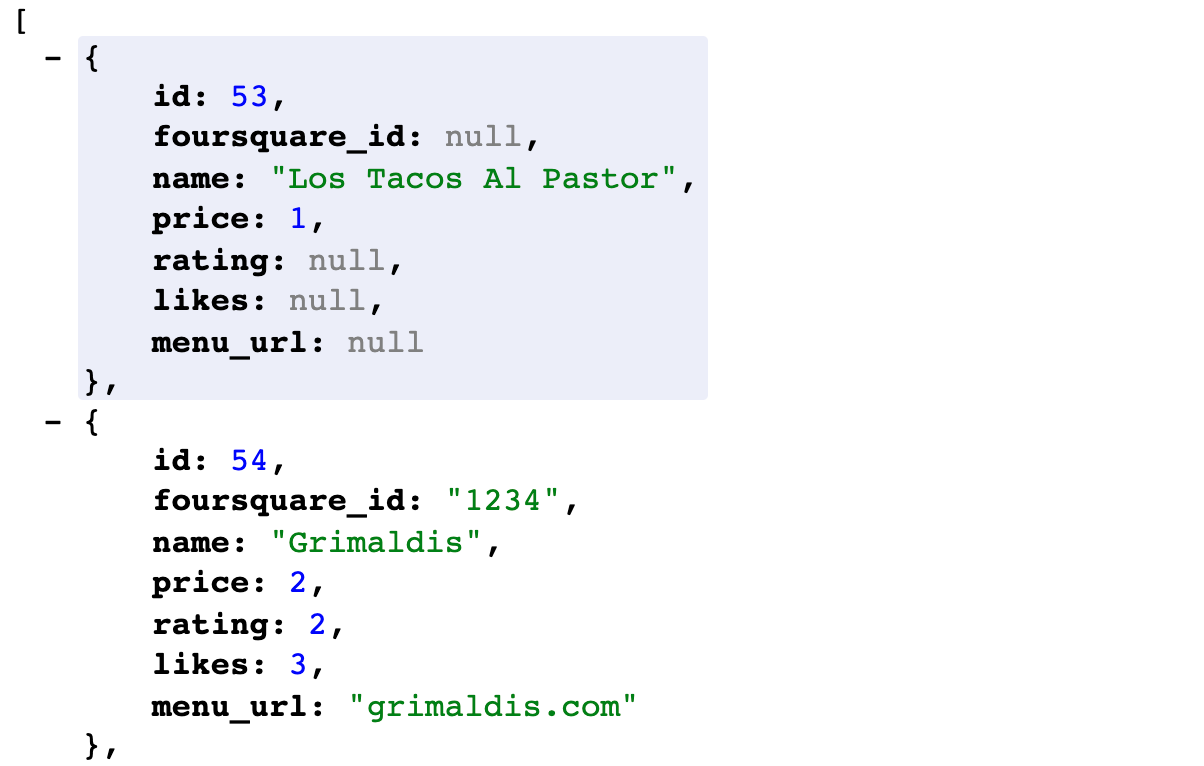 [
- {
id: 53,
foursquare_id: null,
name: "Los Tacos Al Pastor",
price: 1,
rating: null,
likes: null,
menu_url: null
},
- {
id: 54,
foursquare_id: "1234",
name: "Grimaldis",
price: 2,
rating: 2,
likes: 3,
menu_url: "grimaldis.com"
},